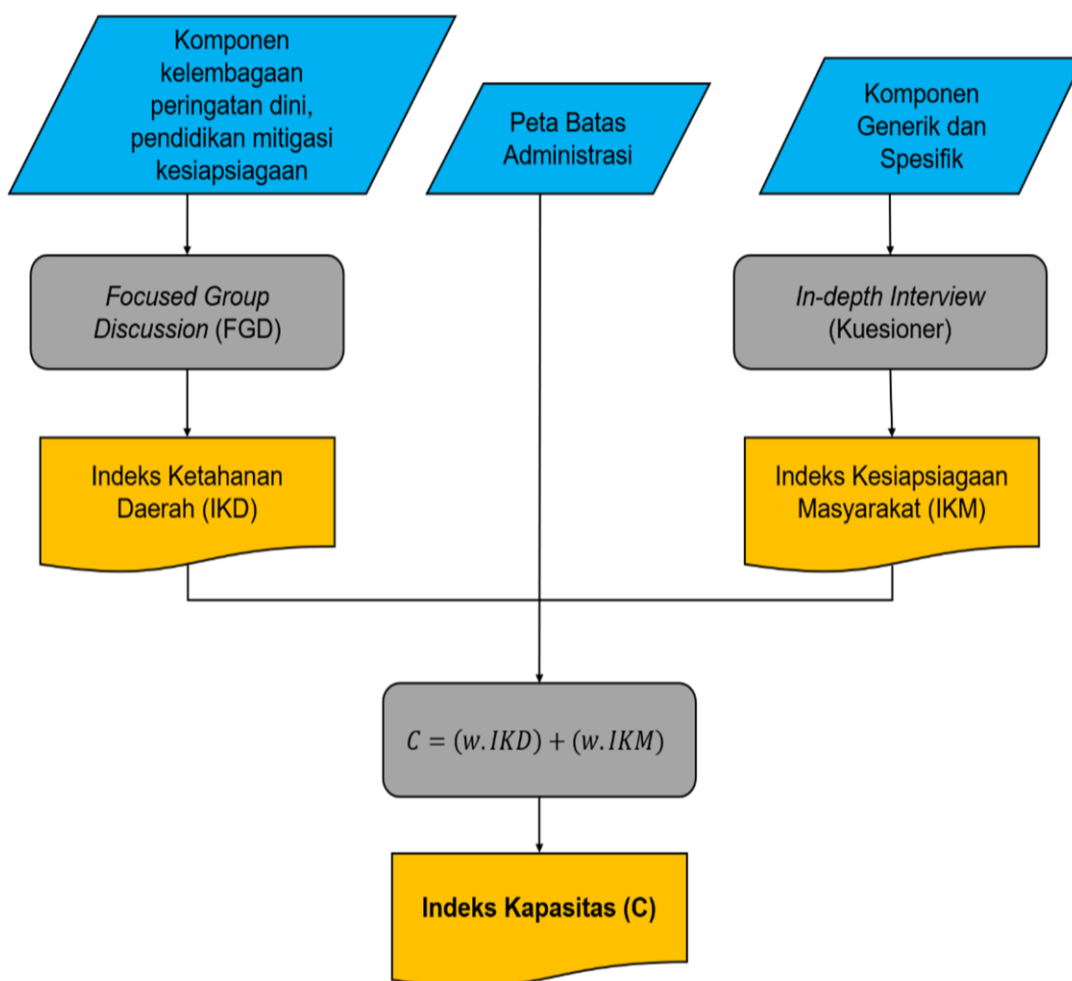 Komponen
kelembagaan
peringatan dini,
pendidikan mitigasi
kesiapsiagaan
Peta Batas
Administrasi
Komponen
Generik dan
Spesifik
Focused Group
Discussion (FGD)
In-depth Interview
(Kuesioner)
Indeks Ketahanan
Daerah (IKD)
Indeks Kesiapsiagaan
Masyarakat (IKM)
C = (w.IKD) + (w.IKM)
Indeks Kapasitas (C)